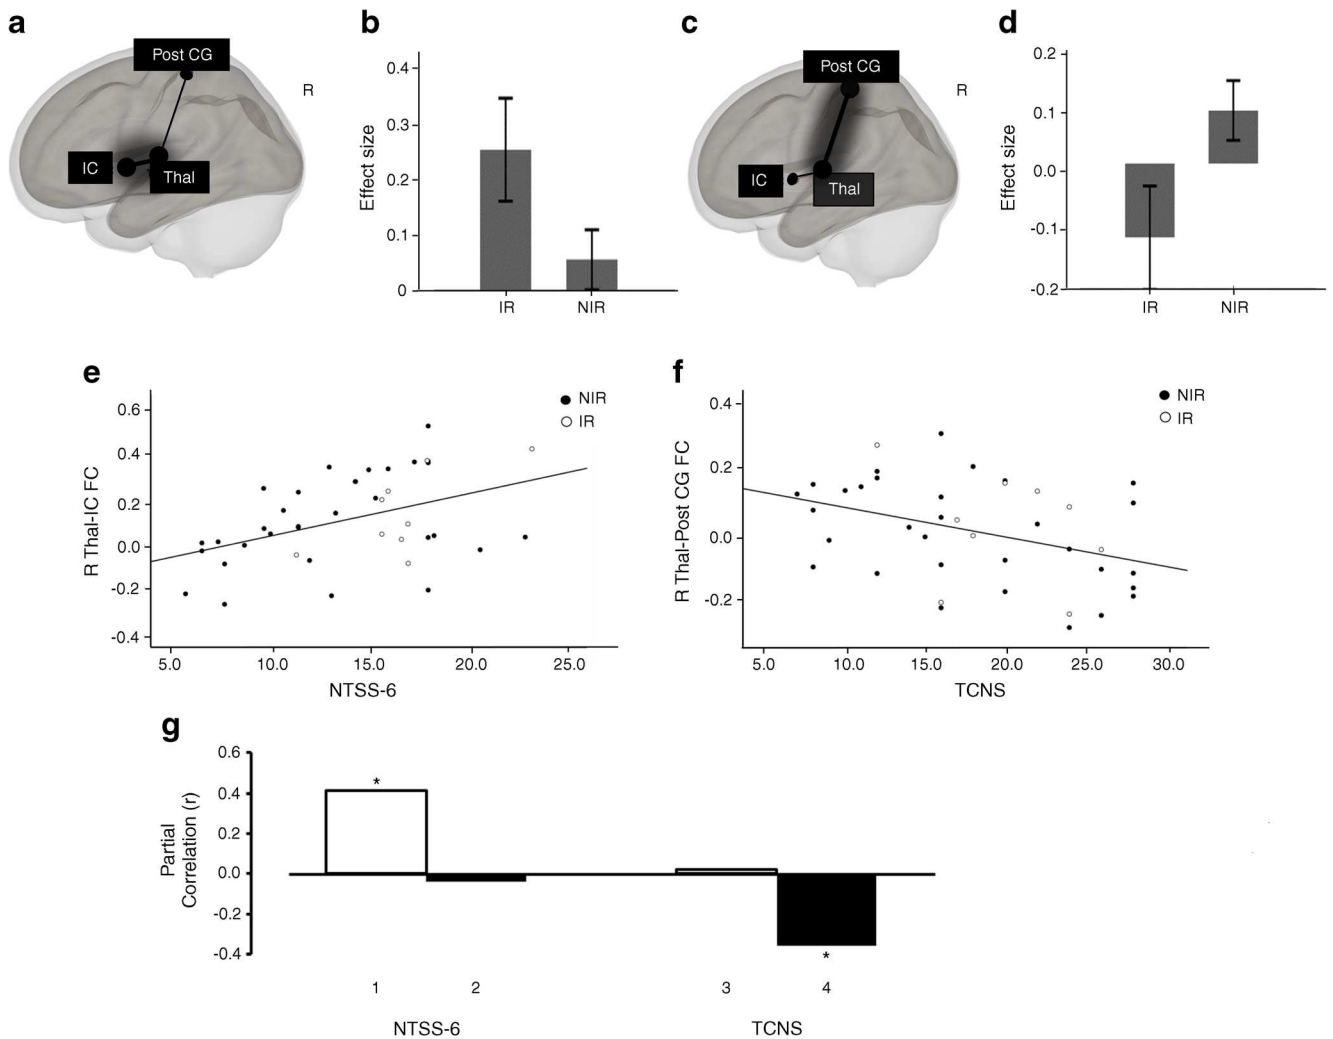 a
Post CG
R
IC
Thal
b
0.4
0.3
0.2
0.1
0
Effect size
IR
NIR
c
Post CG
R
IC
Thal
d
0.2
0.1
0.0
-0.1
-0.2
Effect size
IR
NIR
e
NIR
IR
0.6
0.4
0.2
0.0
-0.2
-0.4
R Thal-IC FC
5.0
10.0
15.0
20.0
25.0
NTSS-6
f
NIR
IR
0.4
0.2
0.0
-0.2
R Thal-Post CG FC
5.0
10.0
15.0
20.0
25.0
30.0
TCNS
g
0.6
0.4
0.2
0.0
-0.2
-0.4
Partial
Correlation (r)
*
*
1
2
3
4
NTSS-6
TCNS